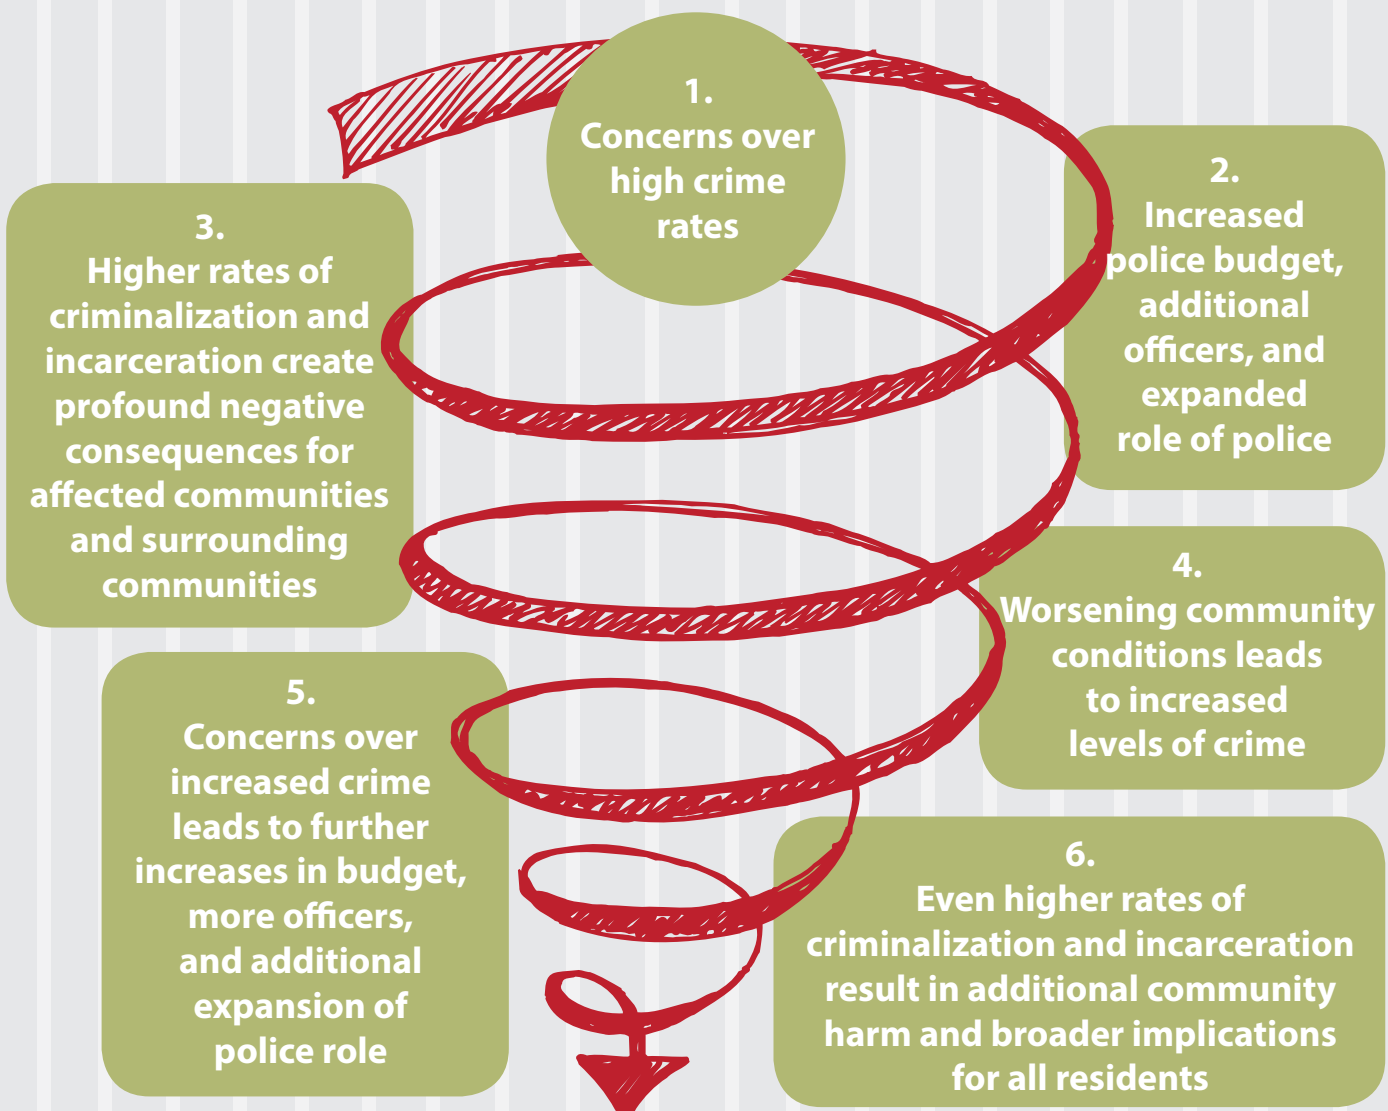 1.
Concerns over
high crime
rates
2.
Increased
police budget,
additional
officers, and
expanded
role of police
3.
Higher rates of
criminalization and
incarceration create
profound negative
consequences for
affected communities
and surrounding
communities
4.
Worsening community
conditions leads
to increased
levels of crime
5.
Concerns over
increased crime
leads to further
increases in budget,
more officers,
and additional
expansion of
police role
6.
Even higher rates of
criminalization and incarceration
result in additional community
harm and broader implications
for all residents